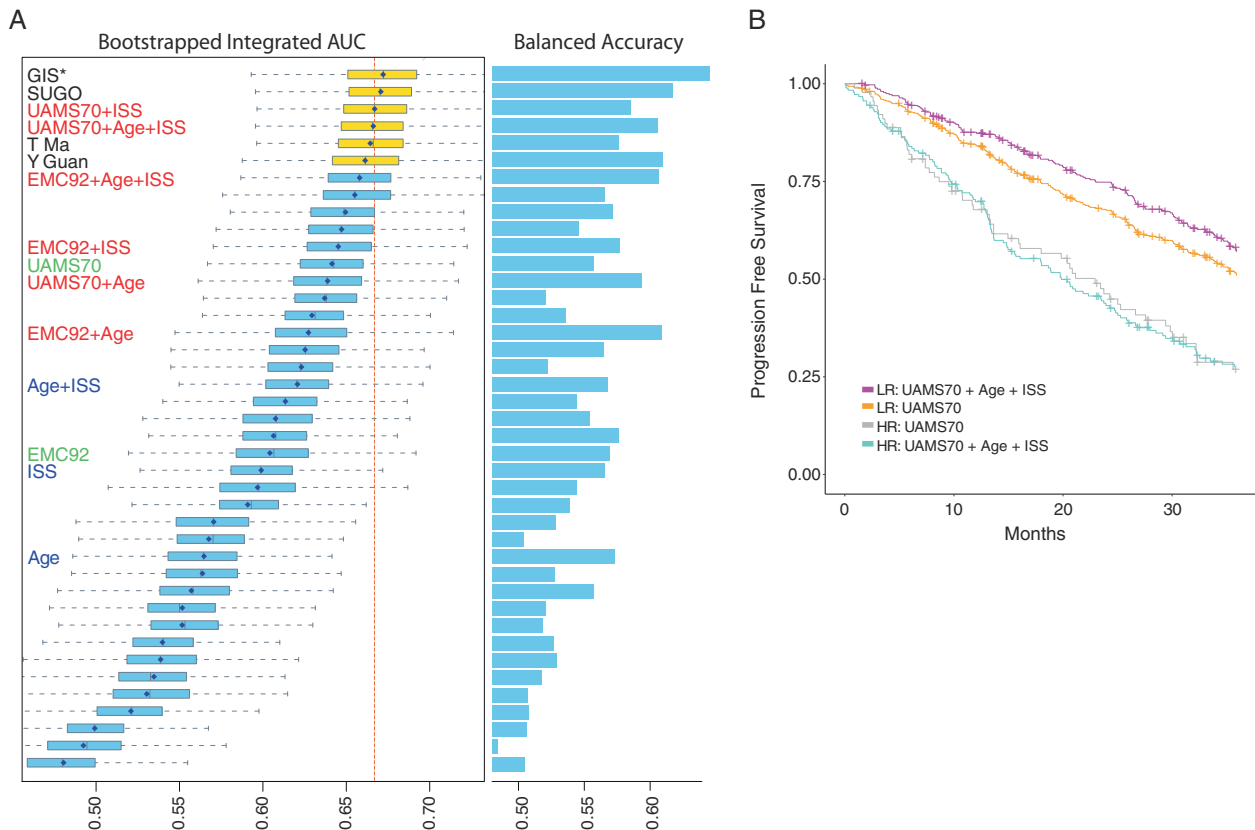 A
Bootstrapped Integrated AUC
Balanced Accuracy
GIS*
SUGO
UAMS70+ISS
UAMS70+Age+ISS
T Ma
Y Guan
EMC92+Age+ISS
EMC92+ISS
UAMS70
UAMS70+Age
EMC92+Age
Age+ISS
EMC92
ISS
Age
0.50
0.55
0.60
0.65
0.70
0.50
0.55
0.60
B
Progression Free Survival
1.00
0.75
0.50
0.25
0.00
LR: UAMS70 + Age + ISS
LR: UAMS70
HR: UAMS70
HR: UAMS70 + Age + ISS
0 10 20 30
Months